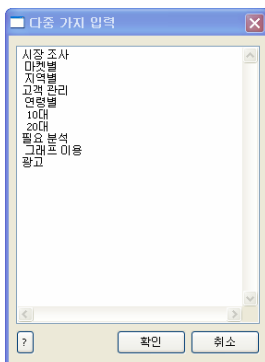 다중 가지 입력
시장 조사
마켓별
지역별
고객 관리
연령별
10대
20대
필요 분석
그래프 이용
광고
?
확인
취소